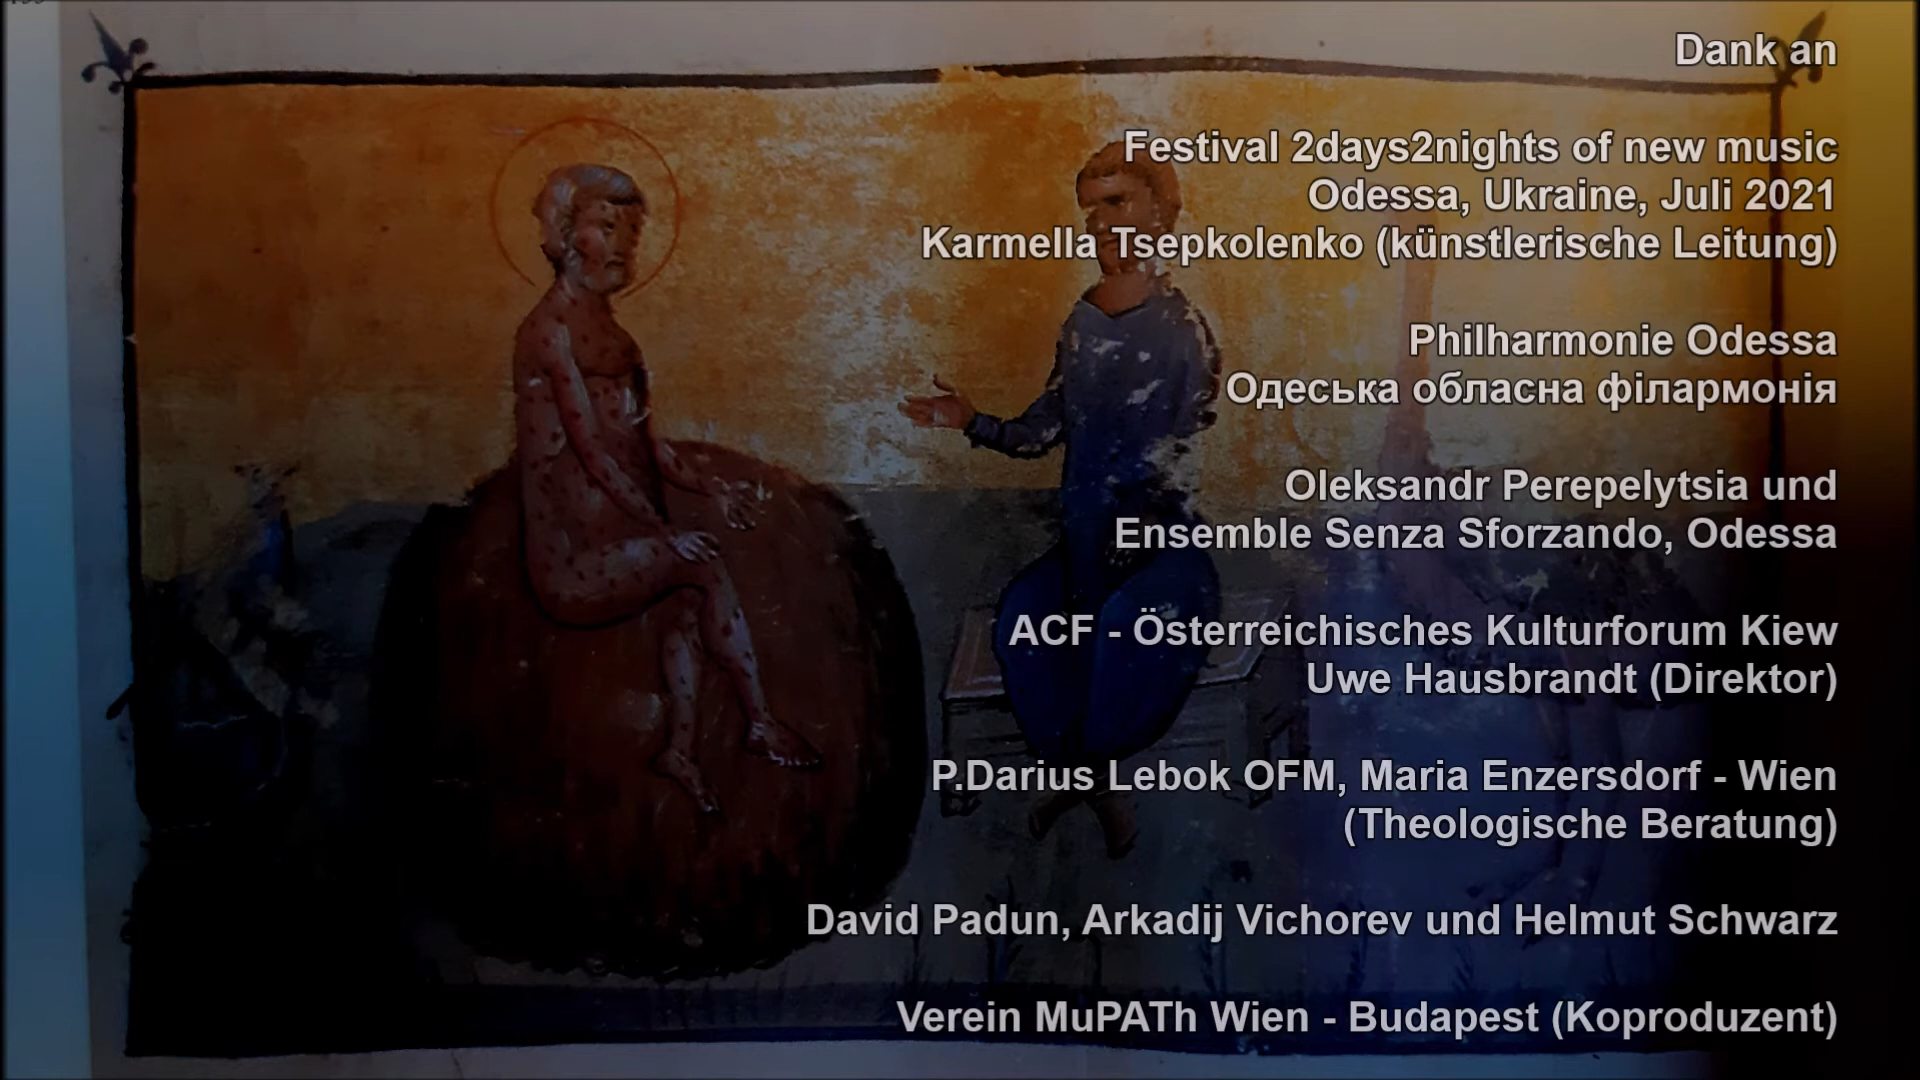 Dank an
Festival 2days2nights of new music
Odessa, Ukraine, Juli 2021
Karmella Tsepkolenko (künstlerische Leitung)
Philharmonie Odessa
Одеська обласна філармонія
Oleksandr Perepelytsia und
Ensemble Senza Sforzando, Odessa
ACF - Österreichisches Kulturforum Kiew
Uwe Hausbrandt (Direktor)
P.Darius Lebok OFM, Maria Enzersdorf - Wien
(Theologische Beratung)
David Padun, Arkadij Vichorev und Helmut Schwarz
Verein MuPATh Wien - Budapest (Koproduzent)